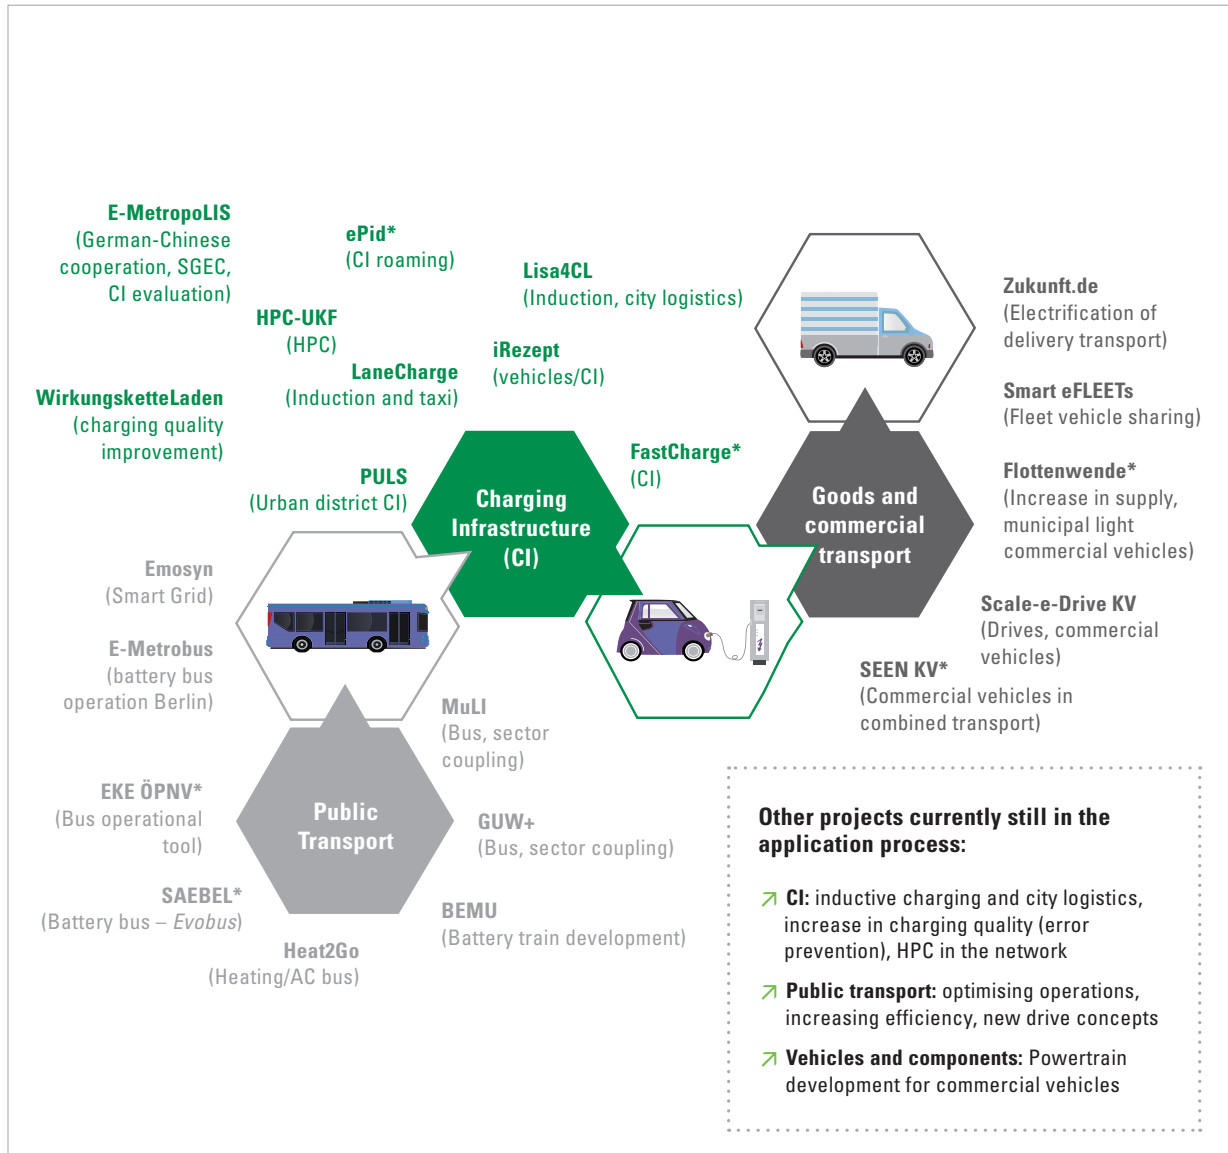 E-MetropoLIS
(German-Chinese
cooperation, SGEC,
CI evaluation)
ePid*
(CI roaming)
Lisa4CL
(Induction, city logistics)
HPC-UKF
(HPC)
iRezept
(vehicles/CI)
LaneCharge
(Induction and taxi)
WirkungsketteLaden
(charging quality
improvement)
PULS
(Urban district CI)
FastCharge*
(CI)
Charging
Infrastructure
(CI)
Zukunft.de
(Electrification of
delivery transport)
Smart eFLEETs
(Fleet vehicle sharing)
Flottenwende*
(Increase in supply,
municipal light
commercial vehicles)
Scale-e-Drive KV
(Drives, commercial
vehicles)
SEEN KV*
(Commercial vehicles in
combined transport)
Goods and
commercial
transport
Emosyn
(Smart Grid)
E-Metrobus
(battery bus
operation Berlin)
MuLI
(Bus, sector
coupling)
EKE ÖPNV*
(Bus operational
tool)
Public
Transport
GUW+
(Bus, sector coupling)
SAEBEL*
(Battery bus – Evobus)
BEMU
(Battery train development)
Heat2Go
(Heating/AC bus)
Other projects currently still in the
application process:
CI: inductive charging and city logistics,
increase in charging quality (error
prevention), HPC in the network
Public transport: optimising operations,
increasing efficiency, new drive concepts
Vehicles and components: Powertrain
development for commercial vehicles